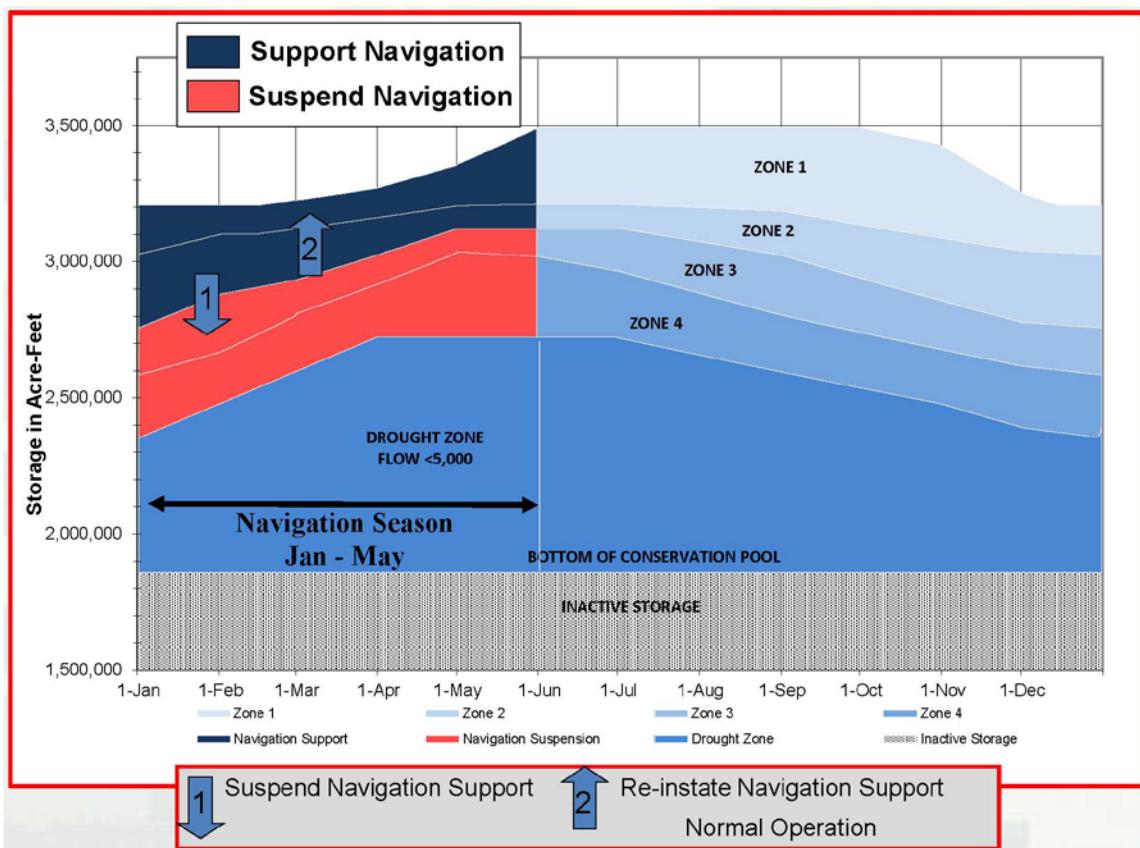 Support Navigation
Suspend Navigation
Storage in Acre-Feet
3,500,000
3,000,000
2,500,000
2,000,000
1,500,000
ZONE 1
ZONE 2
ZONE 3
ZONE 4
2
1
DROUGHT ZONE
FLOW <5,000
Navigation Season
Jan - May
BOTTOM OF CONSERVATION POOL
INACTIVE STORAGE
1-Jan 1-Feb 1-Mar 1-Apr 1-May 1-Jun 1-Jul 1-Aug 1-Sep 1-Oct 1-Nov 1-Dec
Zone 1 Zone 2 Zone 3 Zone 4
Navigation Support Navigation Suspension Drought Zone Inactive Storage
1 Suspend Navigation Support 2 Re-instate Navigation Support
Normal Operation